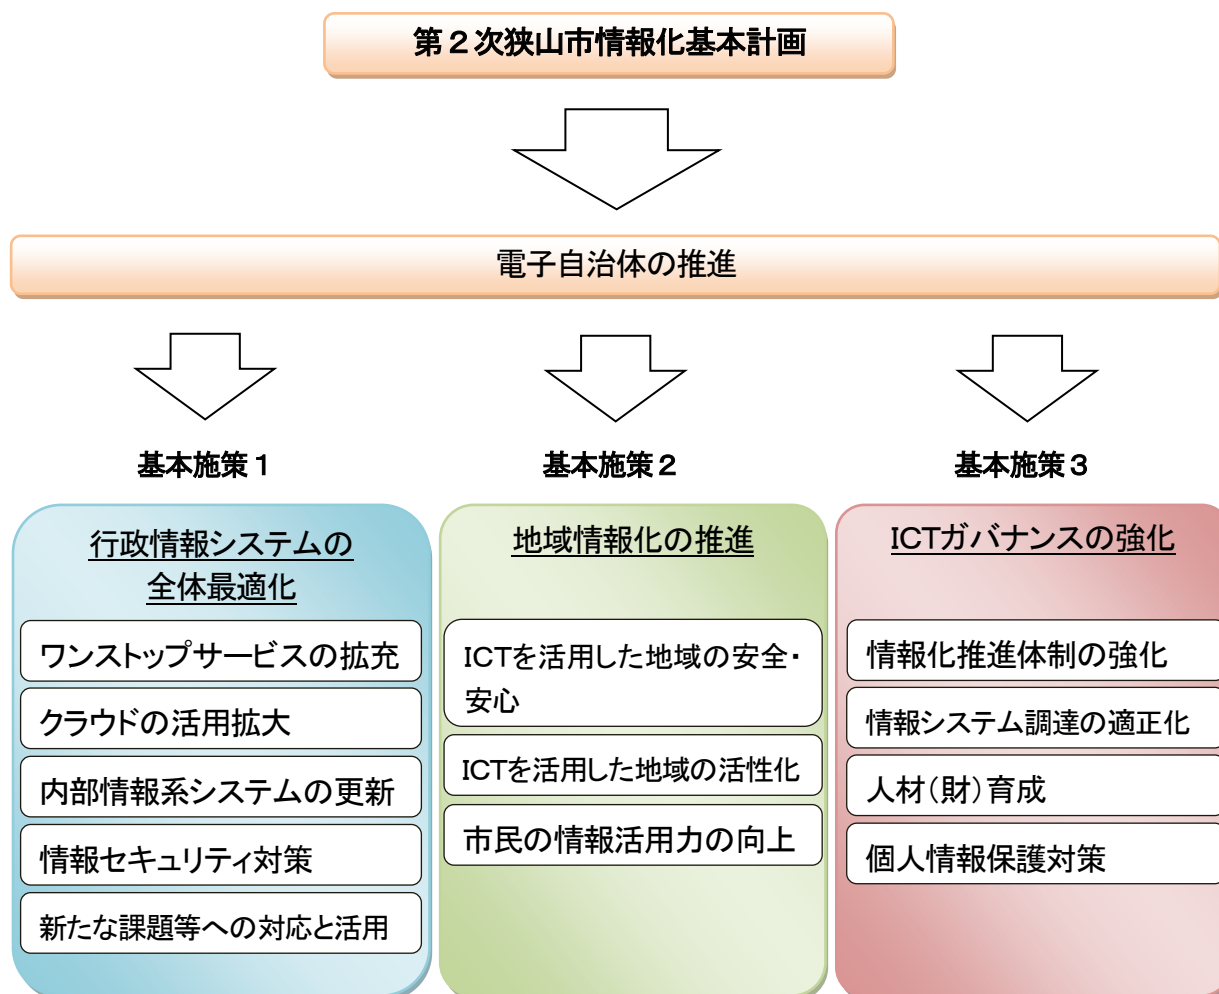 第２次狭山市情報化基本計画
電子自治体の推進
基本施策１
行政情報システムの
全体最適化
ワンストップサービスの拡充
クラウドの活用拡大
内部情報系システムの更新
情報セキュリティ対策
新たな課題等への対応と活用
基本施策２
地域情報化の推進
ICTを活用した地域の安全・
安心
ICTを活用した地域の活性化
市民の情報活用力の向上
基本施策３
ICTガバナンスの強化
情報化推進体制の強化
情報システム調達の適正化
人材（財）育成
個人情報保護対策